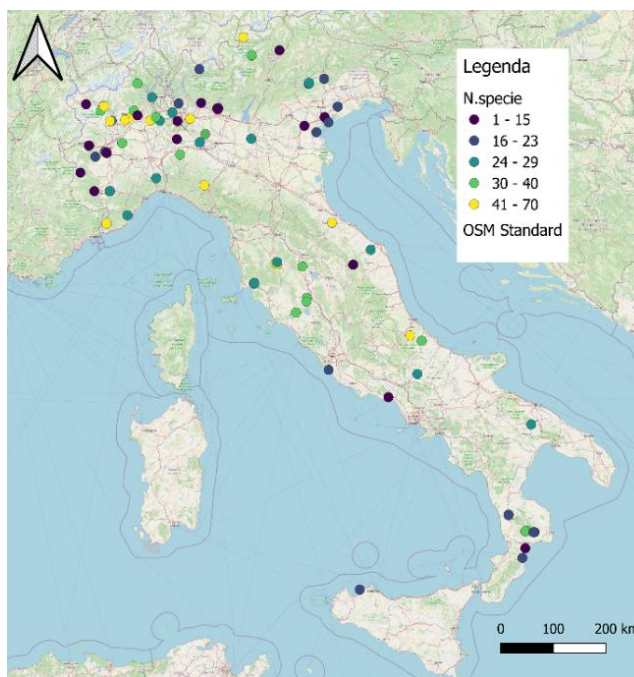 Legenda
N.specie
1 - 15
16 - 23
24 - 29
30 - 40
41 - 70
OSM Standard
0 100 200 km